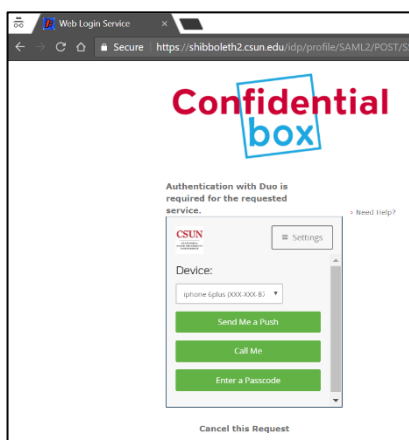 Web Login Service
Secure
https://shibboleth2.csun.edu/idp/profile/SAML2/POST/S
Confidential
box
Authentication with Duo is
required for the requested
service.
> Need Help?
CSUN
Settings
Device:
iphone 6plus (XXX-XXX-8
Send Me a Push
Call Me
Enter a Passcode
Cancel this Request